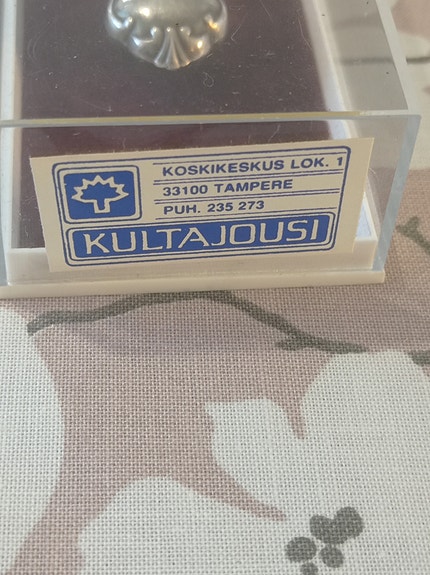 KOSKIKESKUS LOK. 1
33100 TAMPERE
PUH. 235 273
KULTAJOUSI